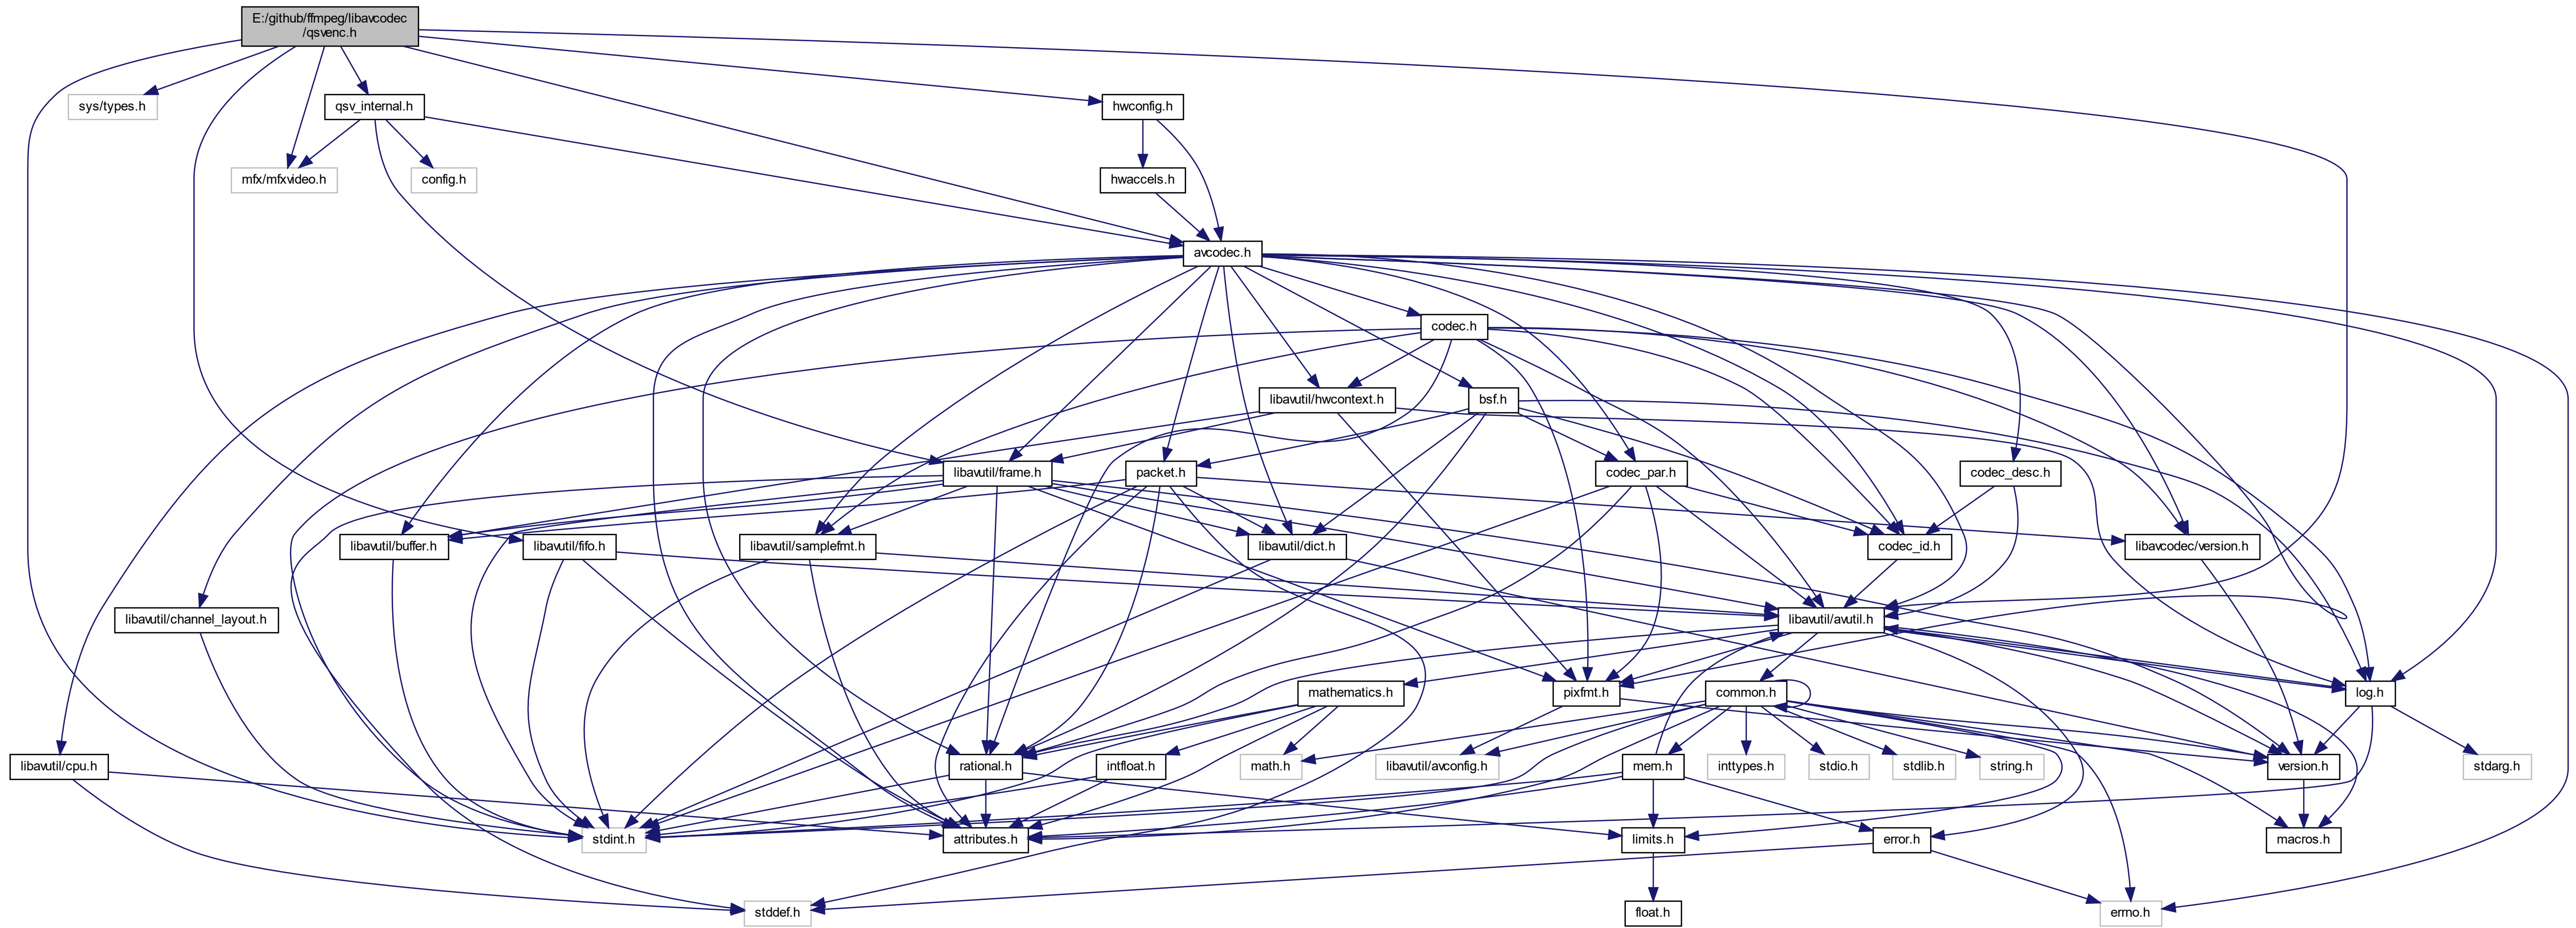 E:/github/ffmpeg/libavcodec
/qsvenc.h
sys/types.h
qsv_internal.h
hwconfig.h
mfx/mfxvideo.h
config.h
hwaccels.h
avcodec.h
codec.h
libavutil/hwcontext.h
bsf.h
libavutil/frame.h
packet.h
codec_par.h
codec_desc.h
libavutil/buffer.h
libavutil/fifo.h
libavutil/samplefmt.h
libavutil/dict.h
codec_id.h
libavcodec/version.h
libavutil/channel_layout.h
libavutil/avutil.h
mathematics.h
pixfmt.h
common.h
log.h
libavutil/cpu.h
rational.h
intfloat.h
math.h
libavutil/avconfig.h
mem.h
inttypes.h
stdio.h
stdlib.h
string.h
version.h
stdarg.h
stdint.h
attributes.h
limits.h
error.h
macros.h
stddef.h
float.h
errno.h